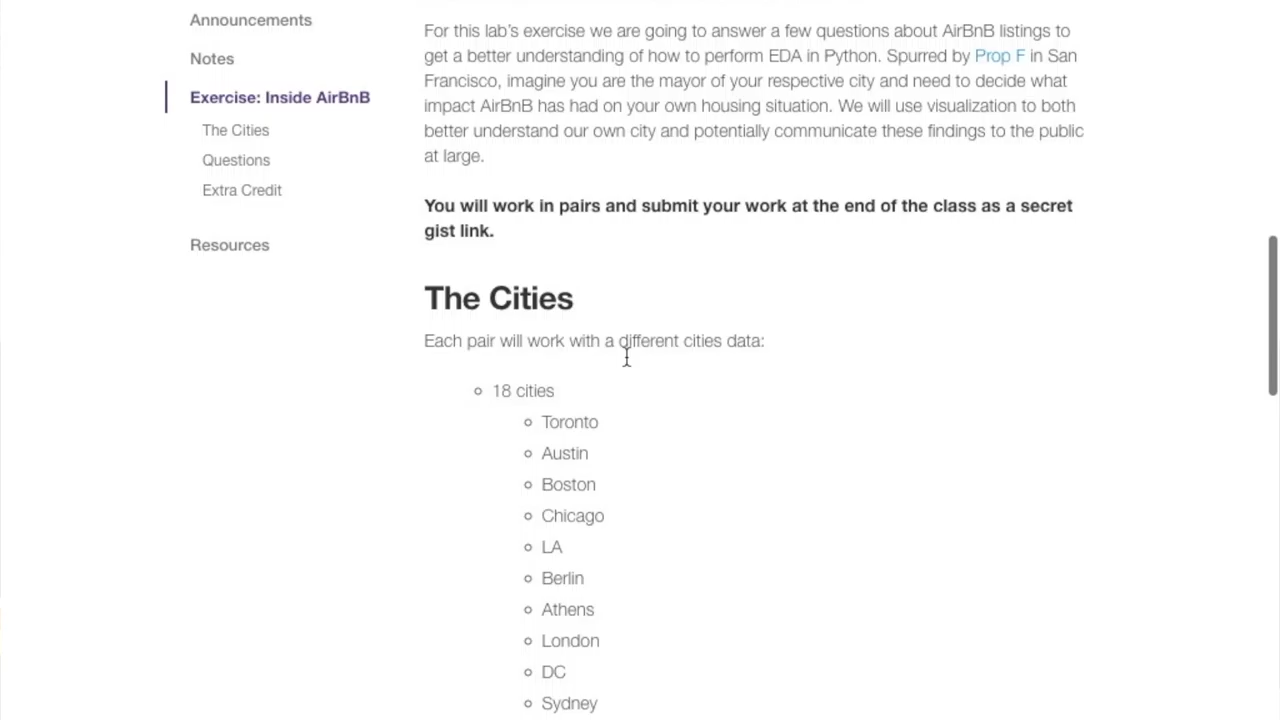 Announcements
Notes
Exercise: Inside AirBnB
The Cities
Questions
Extra Credit
Resources
For this lab’s exercise we are going to answer a few questions about AirBnB listings to
get a better understanding of how to perform EDA in Python. Spurred by Prop F in San
Francisco, imagine you are the mayor of your respective city and need to decide what
impact AirBnB has had on your own housing situation. We will use visualization to both
better understand our own city and potentially communicate these findings to the public
at large.
You will work in pairs and submit your work at the end of the class as a secret
gist link.
The Cities
Each pair will work with a different cities data:
18 cities
Toronto
Austin
Boston
Chicago
LA
Berlin
Athens
London
DC
Sydney